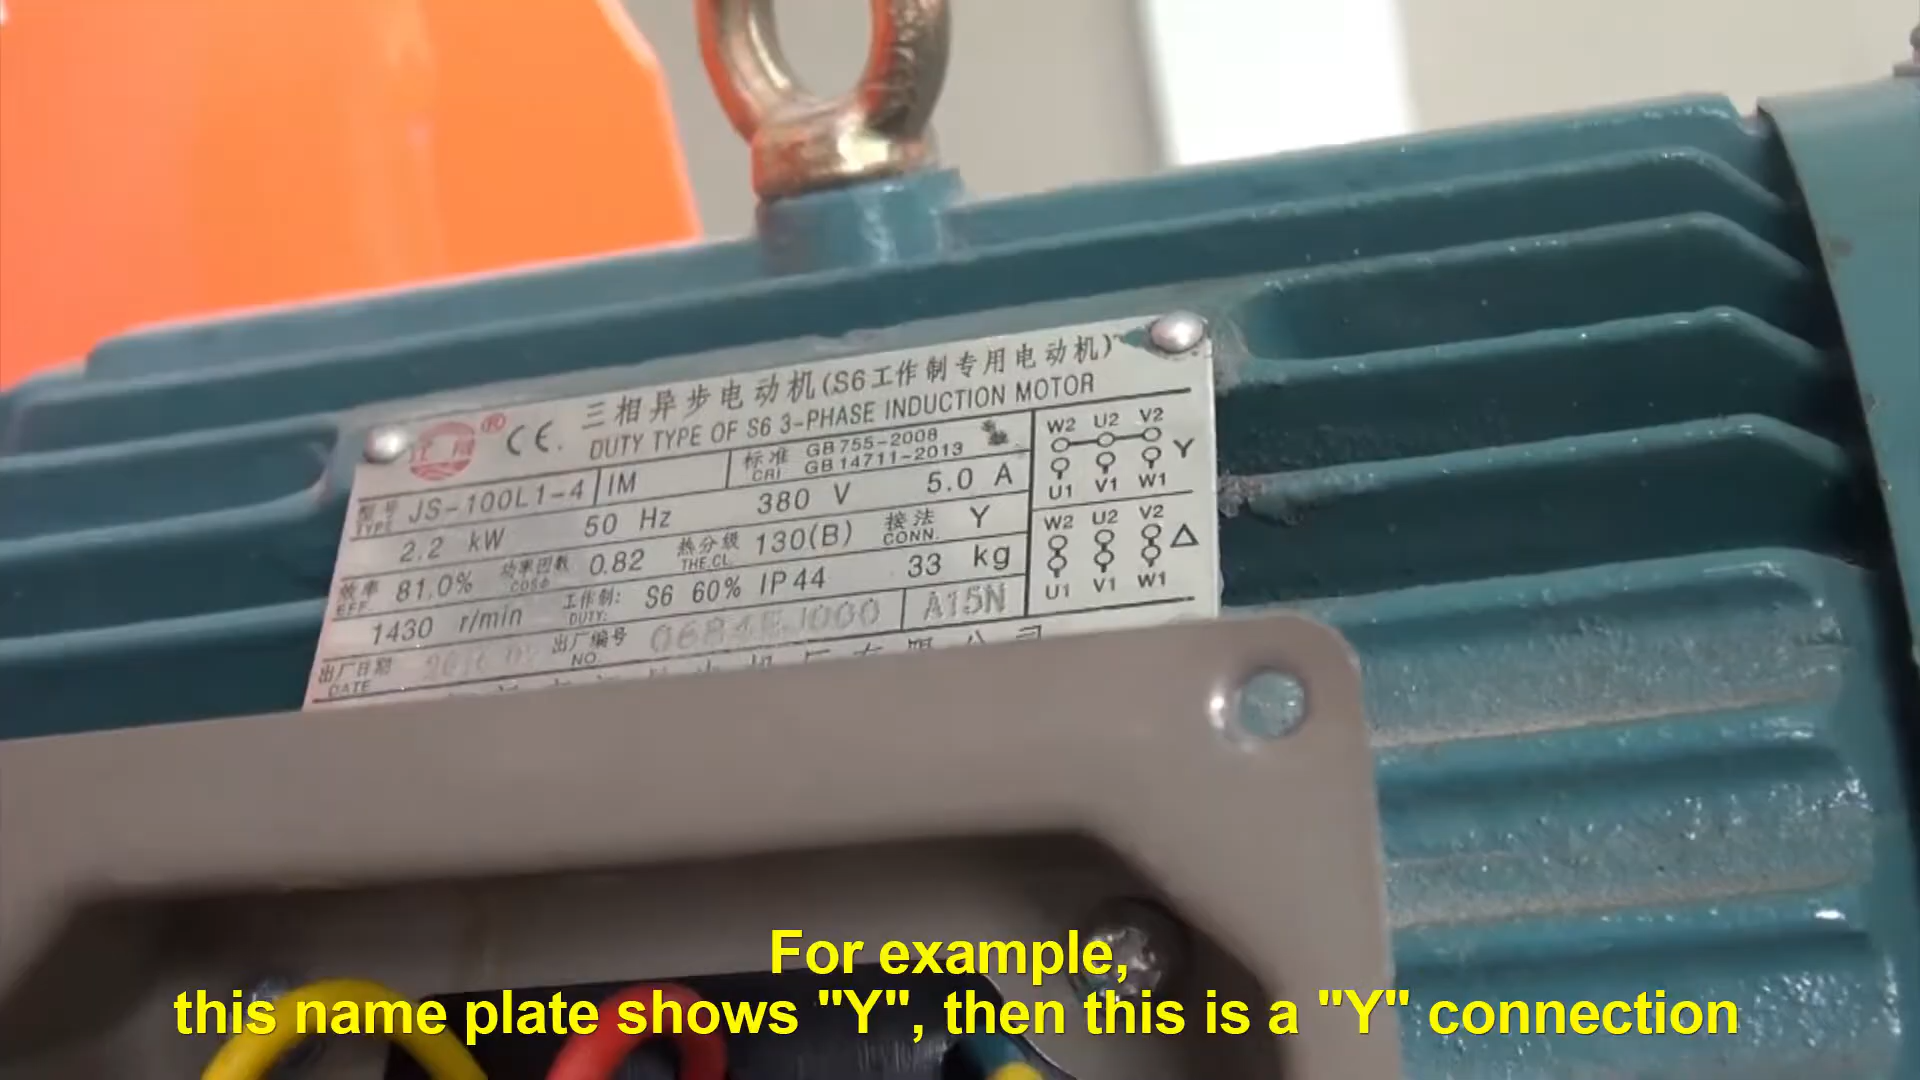 三相异步电动机(S6工作制专用电动机)
DUTY TYPE OF S6 3-PHASE INDUCTION MOTOR
® CE.
型号 TYPE JS-100L1-4 IM 标准 CRI GB755-2008 GB14711-2013
2.2 kW 50 Hz 380 V 5.0 A
效率 EFF. 81.0% 功率因数 COSφ 0.82 热分级 THE.CL. 130(B) 接法 CONN. Y
1430 r/min 工作制: DUTY: S6 60% IP44 33 kg
出厂日期 DATE 出厂编号 NO A15N
W2 U2 V2
Y
U1 V1 W1
W2 U2 V2
△
U1 V1 W1
For example,
this name plate shows "Y", then this is a "Y" connection